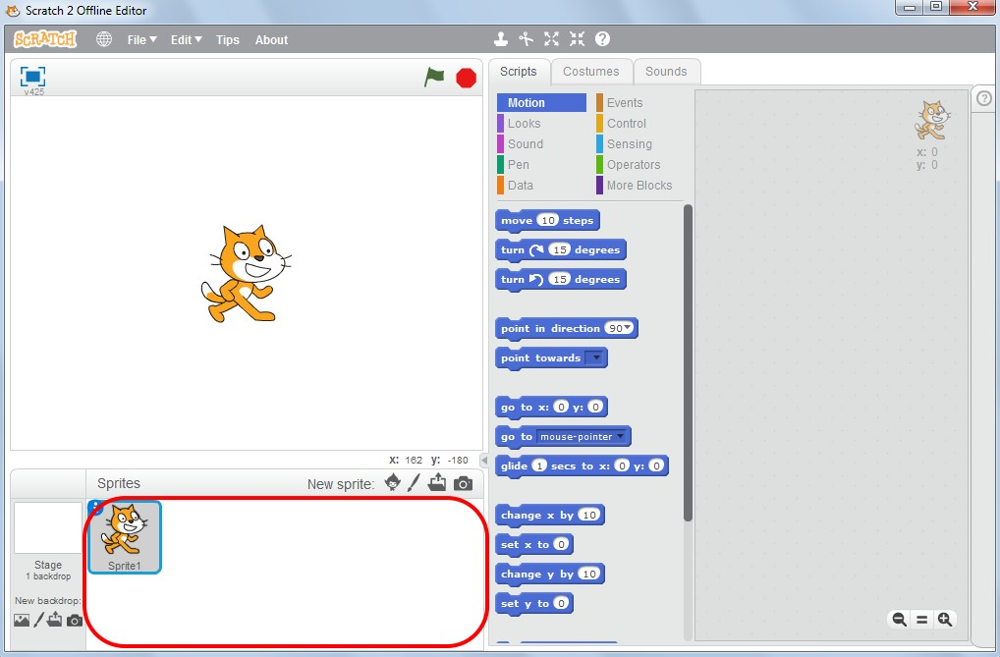 Scratch 2 Offline Editor
SCRATCH File Edit Tips About
v425
x: 162 y: -180
Sprites New sprite:
Sprite1
Stage
1 backdrop
New backdrop:
Scripts Costumes Sounds
Motion Events
Looks Control
Sound Sensing
Pen Operators
Data More Blocks
move 10 steps
turn 15 degrees
turn 15 degrees
point in direction 90
point towards
go to x: 0 y: 0
go to mouse-pointer
glide 1 secs to x: 0 y: 0
change x by 10
set x to 0
change y by 10
set y to 0
x: 0
y: 0